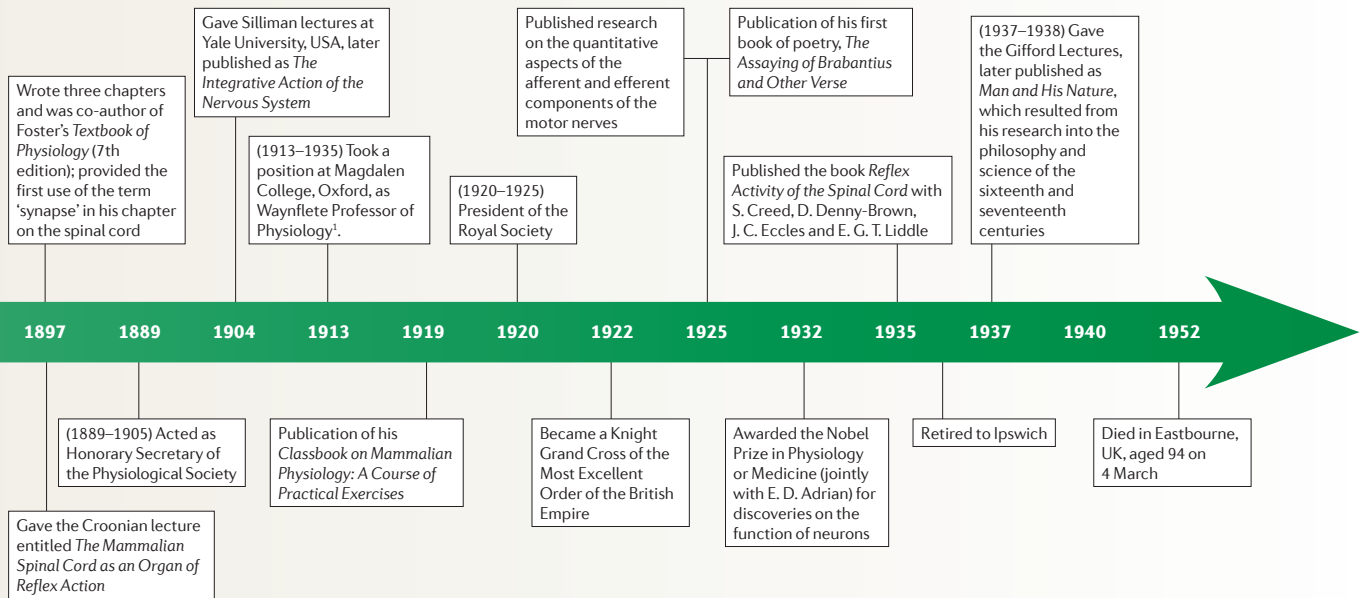 Wrote three chapters
and was co-author of
Foster's Textbook of
Physiology (7th
edition); provided the
first use of the term
‘synapse’ in his chapter
on the spinal cord
Gave Silliman lectures at
Yale University, USA, later
published as The
Integrative Action of the
Nervous System
(1913–1935) Took a
position at Magdalen
College, Oxford, as
Waynflete Professor of
Physiology¹.
(1920–1925)
President of the
Royal Society
Published research
on the quantitative
aspects of the
afferent and efferent
components of the
motor nerves
Publication of his first
book of poetry, The
Assaying of Brabantius
and Other Verse
Published the book Reflex
Activity of the Spinal Cord with
S. Creed, D. Denny-Brown,
J. C. Eccles and E. G. T. Liddle
(1937–1938) Gave
the Gifford Lectures,
later published as
Man and His Nature,
which resulted from
his research into the
philosophy and
science of the
sixteenth and
seventeenth
centuries
1897 1889 1904 1913 1919 1920 1922 1925 1932 1935 1937 1940 1952
Gave the Croonian lecture
entitled The Mammalian
Spinal Cord as an Organ of
Reflex Action
(1889–1905) Acted as
Honorary Secretary of
the Physiological Society
Publication of his
Classbook on Mammalian
Physiology: A Course of
Practical Exercises
Became a Knight
Grand Cross of the
Most Excellent
Order of the British
Empire
Awarded the Nobel
Prize in Physiology
or Medicine (jointly
with E. D. Adrian) for
discoveries on the
function of neurons
Retired to Ipswich
Died in Eastbourne,
UK, aged 94 on
4 March